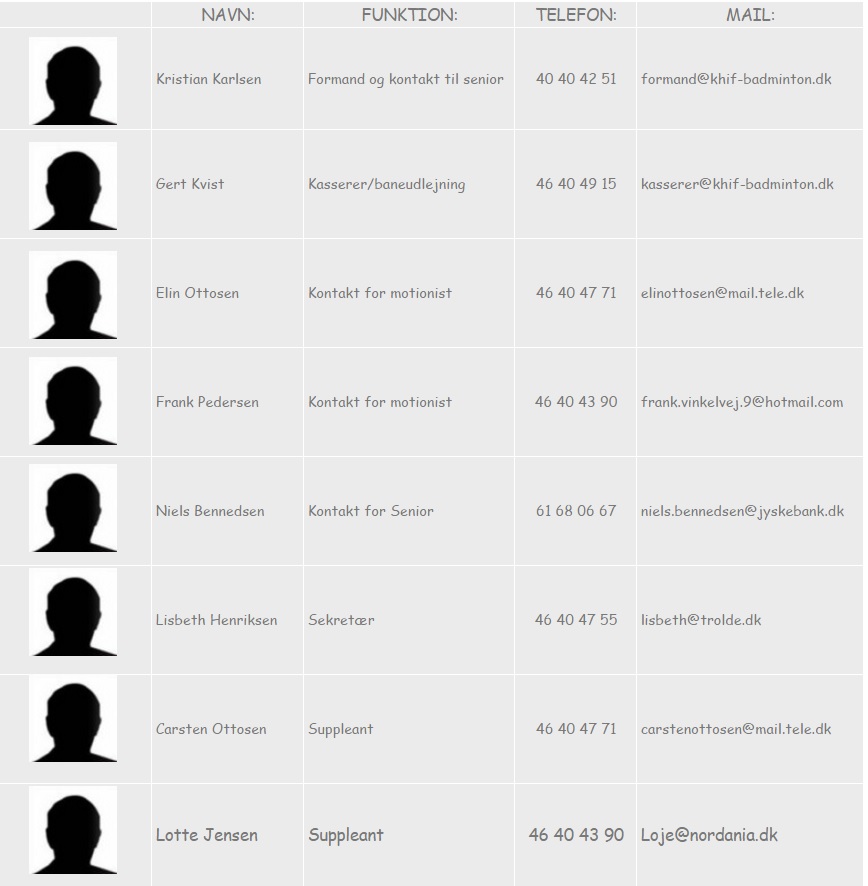 NAVN: FUNKTION: TELEFON: MAIL:
Kristian Karlsen Formand og kontakt til senior 40 40 42 51 formand@khif-badminton.dk
Gert Kvist Kasserer/baneudlejning 46 40 49 15 kasserer@khif-badminton.dk
Elin Ottosen Kontakt for motionist 46 40 47 71 elinottosen@mail.tele.dk
Frank Pedersen Kontakt for motionist 46 40 43 90 frank.vinkelvej.9@hotmail.com
Niels Bennedsen Kontakt for Senior 61 68 06 67 niels.bennedsen@jyskebank.dk
Lisbeth Henriksen Sekretær 46 40 47 55 lisbeth@trolde.dk
Carsten Ottosen Suppleant 46 40 47 71 carstenottosen@mail.tele.dk
Lotte Jensen Suppleant 46 40 43 90 Loje@nordania.dk